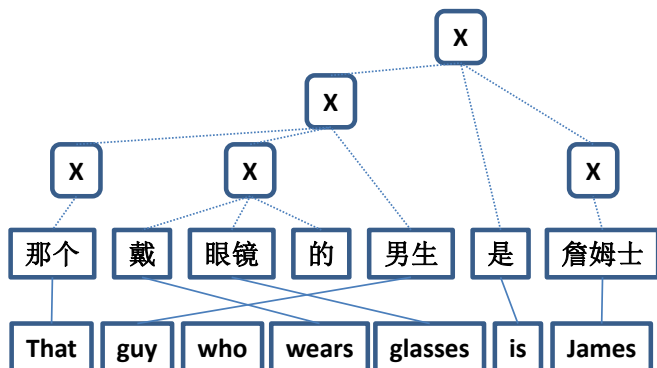 X
X
X X X
那个 戴 眼镜 的 男生 是 詹姆士
That guy who wears glasses is James